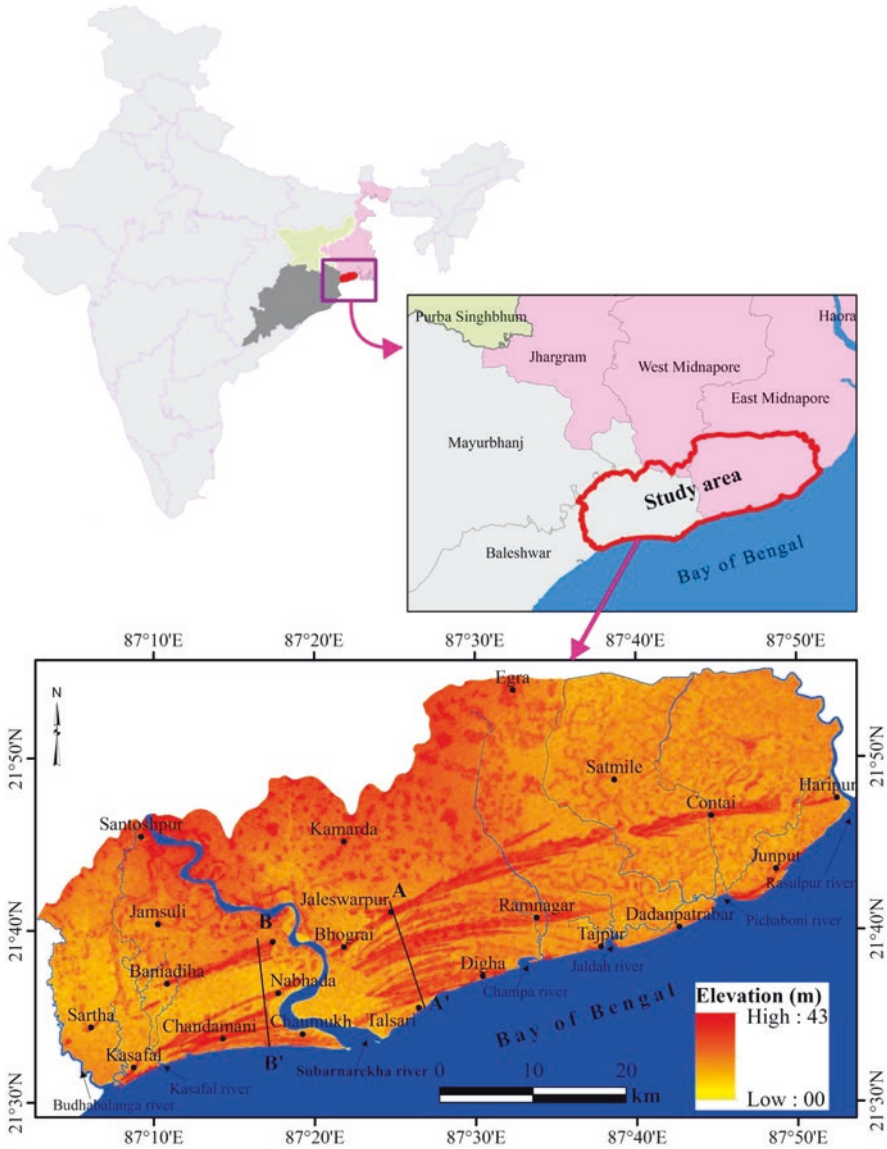 Purba Singhbhum
Haora
Jhargram
West Midnapore
East Midnapore
Mayurbhanj
Study area
Baleshwar
Bay of Bengal
87°10'E 87°20'E 87°30'E 87°40'E 87°50'E
N
Egra
21°50'N
21°50'N
Satmile
Haripur
Contai
Santoshpur
Kamarda
Junput
Rasulpur river
Jaleswarpur
A
Ramnagar
Dadanpatrabar
Pichaboni river
21°40'N
21°40'N
Jamsuli
B
Bhograi
Tajpur
Jaldah river
Digha
Champa river
Baniadiha
Nabhada
A'
Elevation (m)
High : 43
Low : 00
Sartha
Chandamani
Chaumukh
Talsari
Bay of Bengal
Kasafal
B'
Subarnarekha river
Kasafal river
Budhabalanga river
0 10 20
km
21°30'N
21°30'N
87°10'E 87°20'E 87°30'E 87°40'E 87°50'E